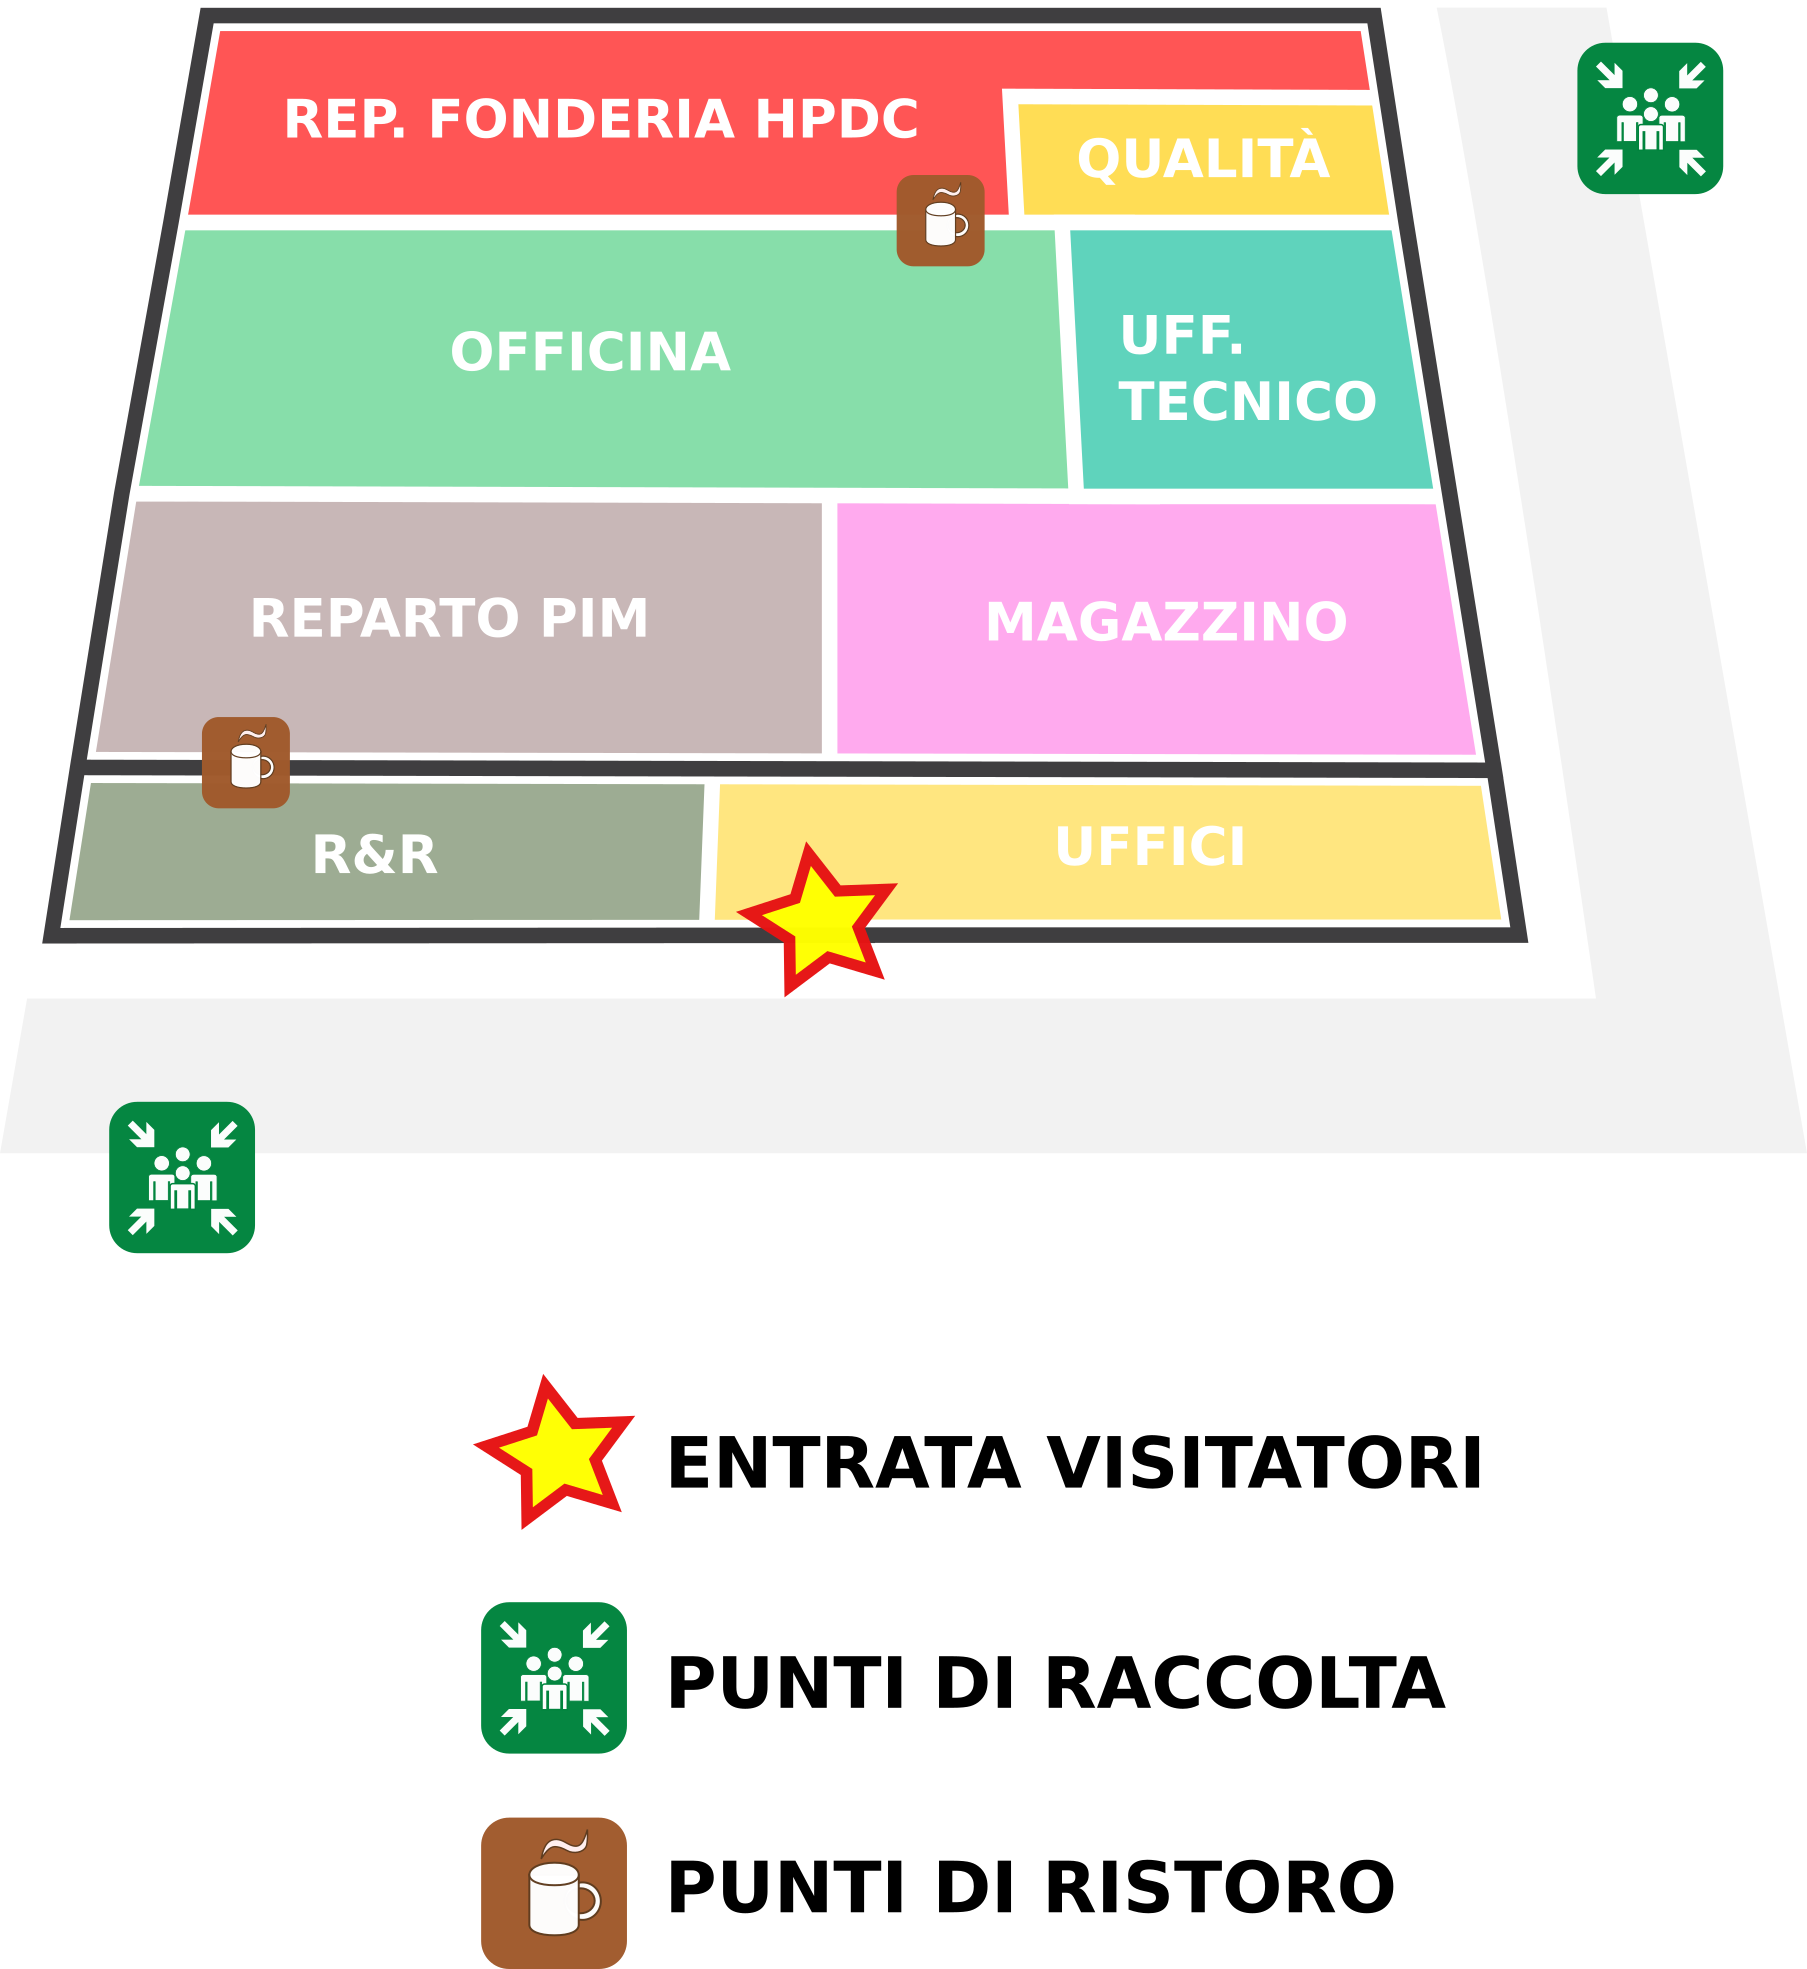 REP. FONDERIA HPDC
QUALITÀ
OFFICINA
UFF.
TECNICO
REPARTO PIM
MAGAZZINO
R&R
UFFICI
ENTRATA VISITATORI
PUNTI DI RACCOLTA
PUNTI DI RISTORO